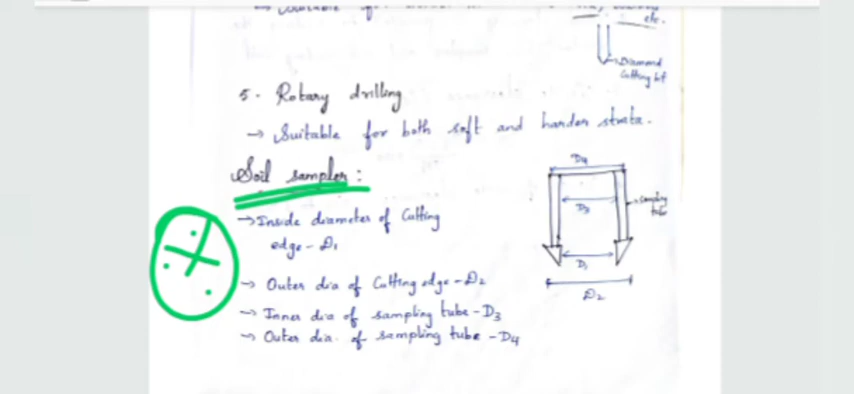 etc.
→ Diamond
Cutting bit
5. Rotary drilling
→ Suitable for both soft and harder strata.
Soil sampler :
→ Inside diameter of Cutting
edge - D1
→ Outer dia of Cutting edge - D2
→ Inner dia of sampling tube - D3
→ Outer dia. of sampling tube - D4
D4
D3
→ sampling
tube
D1
D2